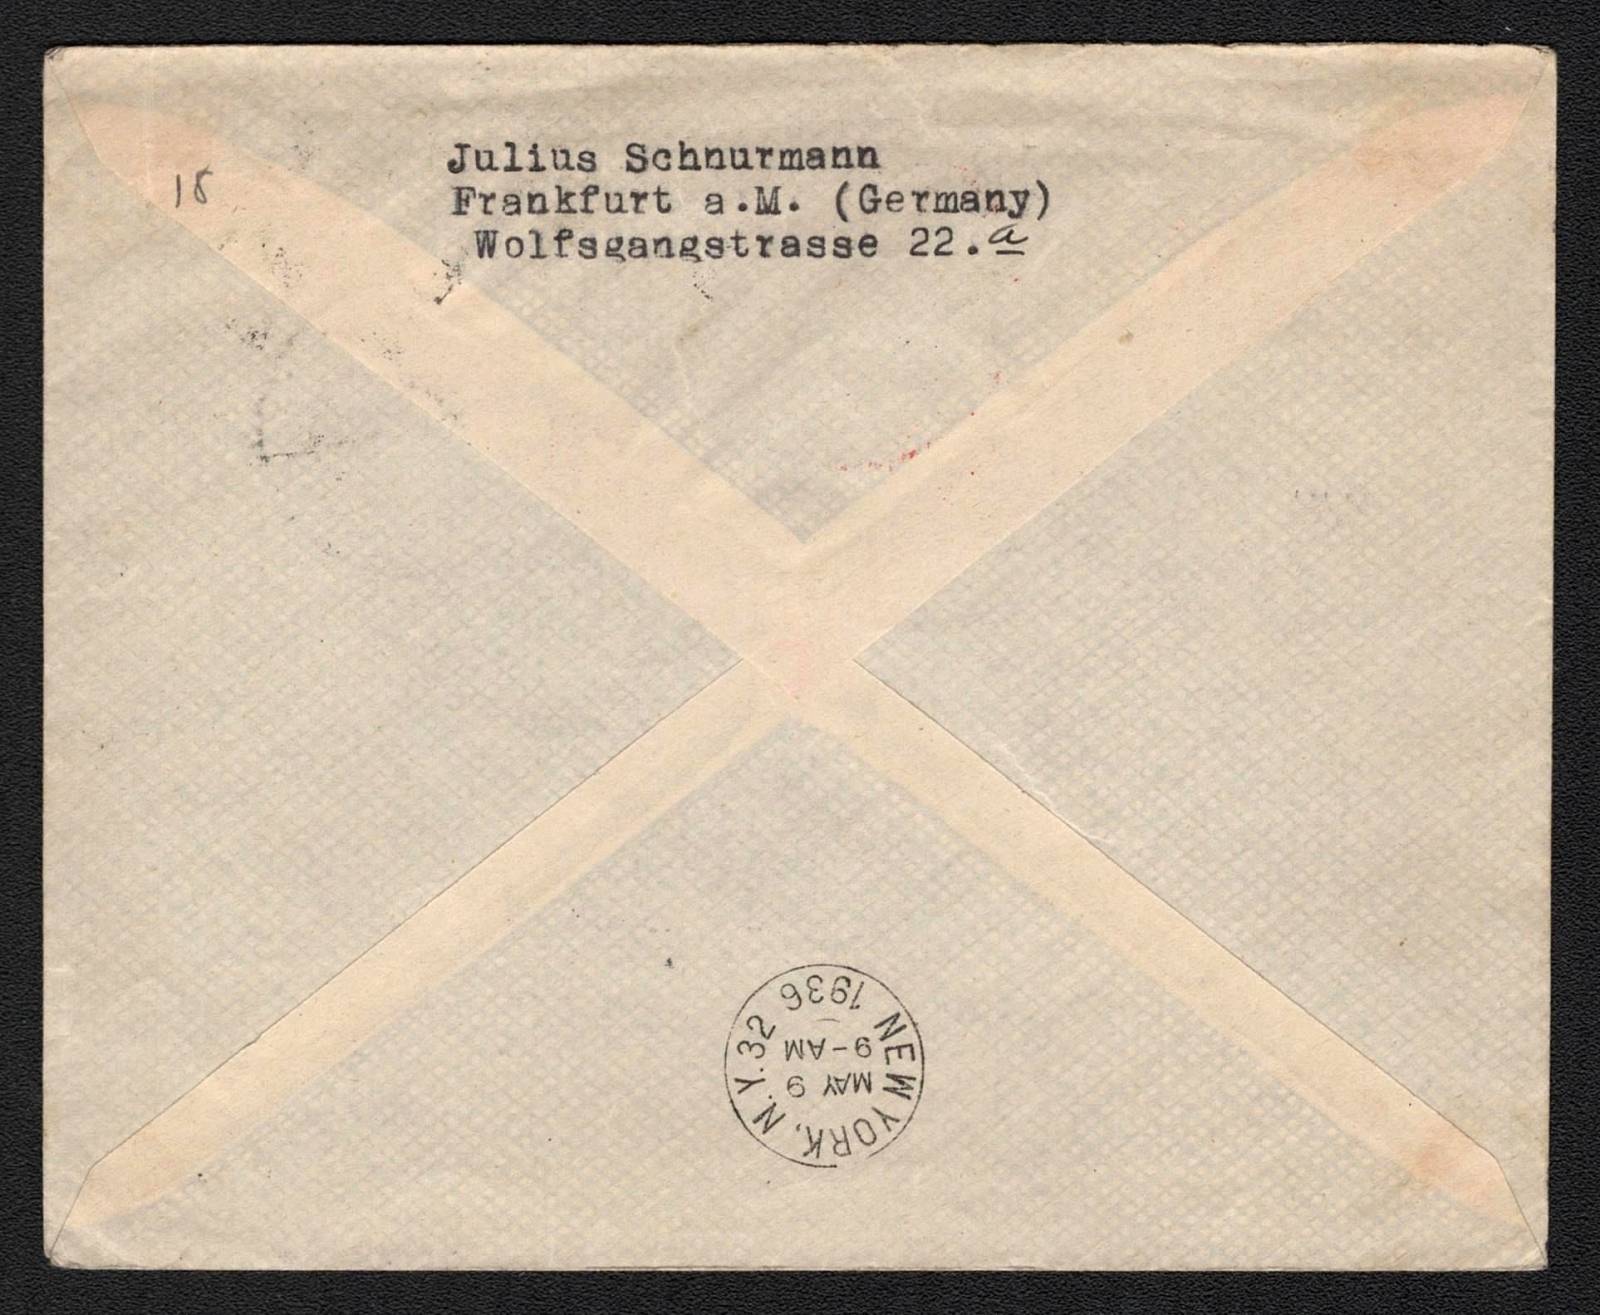 18
Julius Schnurmann
Frankfurt a.M. (Germany)
Wolfsgangstrasse 22.a
NEW YORK, N.Y. 32
MAY 9
9-AM
1936